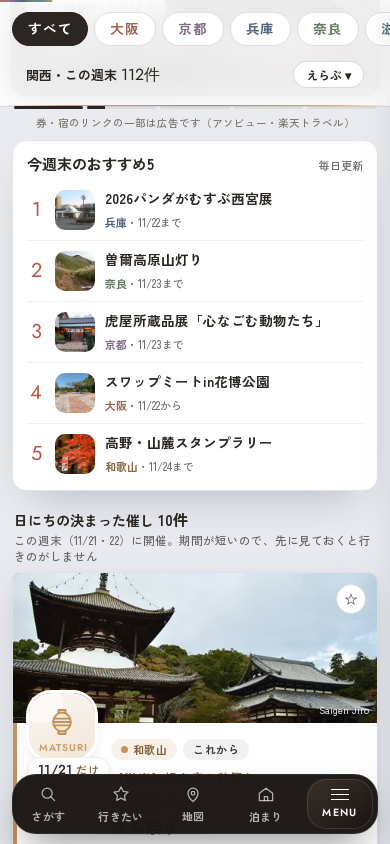 すべて
大阪
京都
兵庫
奈良
関西・この週末 112件
えらぶ ▾
券・宿のリンクの一部は広告です（アソビュー・楽天トラベル）
今週末のおすすめ5
毎日更新
1
2026パンダがむすぶ西宮展
兵庫・11/22まで
2
曽爾高原山灯り
奈良・11/23まで
3
虎屋所蔵品展「心なごむ動物たち」
京都・11/23まで
4
スワップミートin花博公園
大阪・11/22から
5
高野・山麓スタンプラリー
和歌山・11/24まで
日にちの決まった催し 10件
この週末（11/21・22）に開催。期間が短いので、先に見ておくと行
きのがしません
☆
Saigen Jiro
MATSURI
和歌山
これから
11/21 だけ
さがす
行きたい
地図
泊まり
MENU